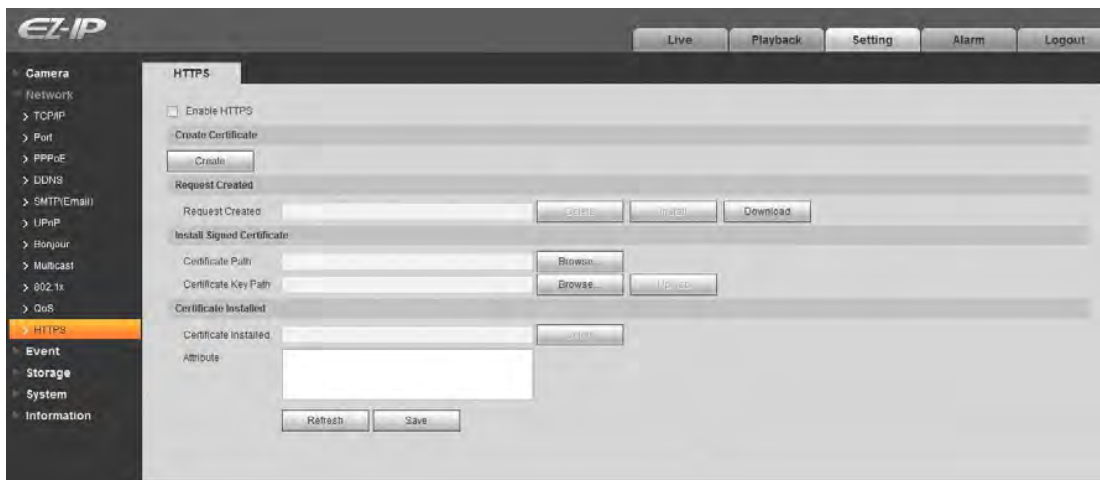 EZ-IP
Live Playback Setting Alarm Logout
Camera
Network
TCP/IP
Port
PPPoE
DDNS
SMTP(Email)
UPnP
Bonjour
Multicast
802.1x
QoS
HTTPS
Event
Storage
System
Information
HTTPS
Enable HTTPS
Create Certificate
Create
Request Created
Request Created Delete Install Download
Install Signed Certificate
Certificate Path Browse...
Certificate Key Path Browse... Upload
Certificate Installed
Certificate Installed Delete
Attribute
Refresh Save